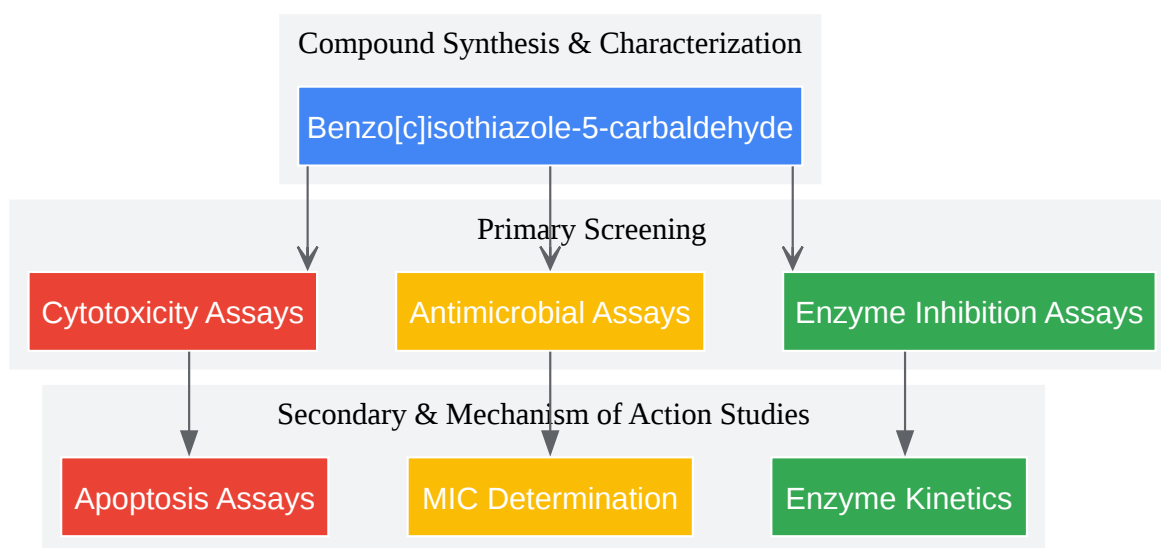 Compound Synthesis & Characterization
Benzo[c]isothiazole-5-carbaldehyde
Primary Screening
Cytotoxicity Assays
Antimicrobial Assays
Enzyme Inhibition Assays
Secondary & Mechanism of Action Studies
Apoptosis Assays
MIC Determination
Enzyme Kinetics